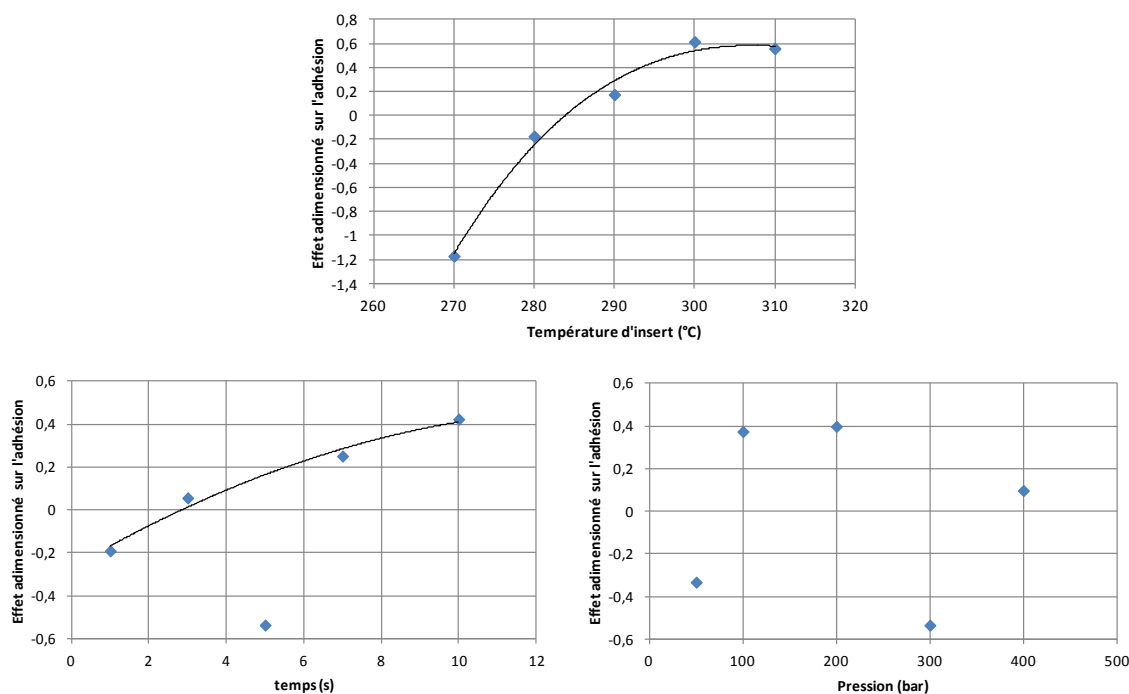 Effet adimensionné sur l'adhésion
0,8
0,6
0,4
0,2
0
-0,2
-0,4
-0,6
-0,8
-1
-1,2
-1,4
260 270 280 290 300 310 320
Température d'insert (°C)
Effet adimensionné sur l'adhésion
0,6
0,4
0,2
0
-0,2
-0,4
-0,6
0 2 4 6 8 10 12
temps (s)
Effet adimensionné sur l'adhésion
0,6
0,4
0,2
0
-0,2
-0,4
-0,6
0 100 200 300 400 500
Pression (bar)